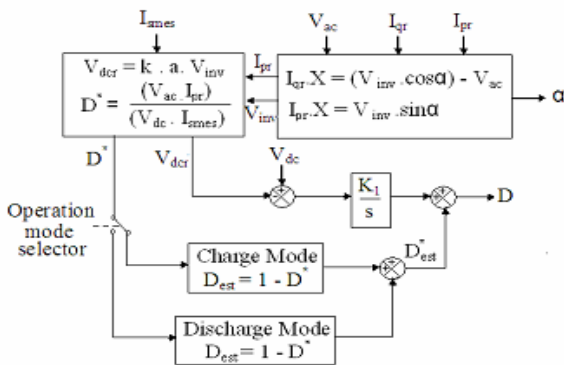 I_smes
V_ac I_qr I_pr
V_dcr = k . a. V_inv
D* = (V_ac . I_pr) / (V_dc . I_smes)
I_pr
V_inv
I_qr.X = (V_inv .cosα) - V_ac
I_pr.X = V_inv .sinα
α
D*
V_dcr
V_dc
K_1 / s
D
Operation
mode
selector
D*_est
Charge Mode
D_est = 1 - D*
Discharge Mode
D_est = 1 - D*